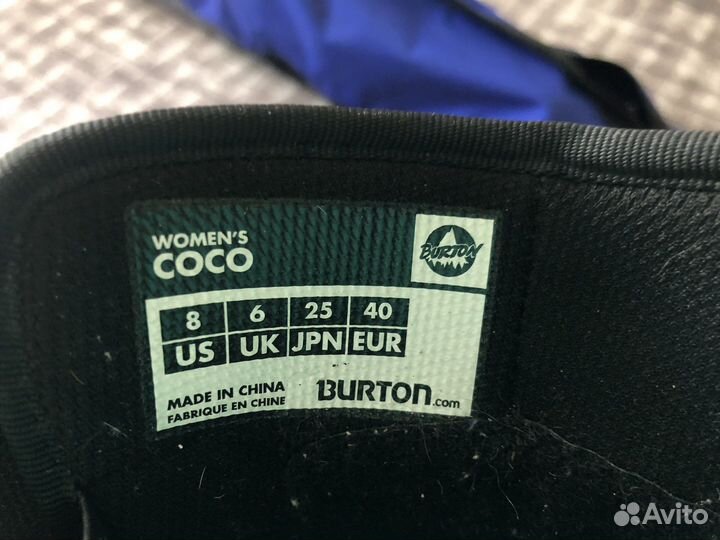 WOMEN'S
COCO
BURTON
8 6 25 40
US UK JPN EUR
MADE IN CHINA
FABRIQUE EN CHINE
BURTON.com
Avito